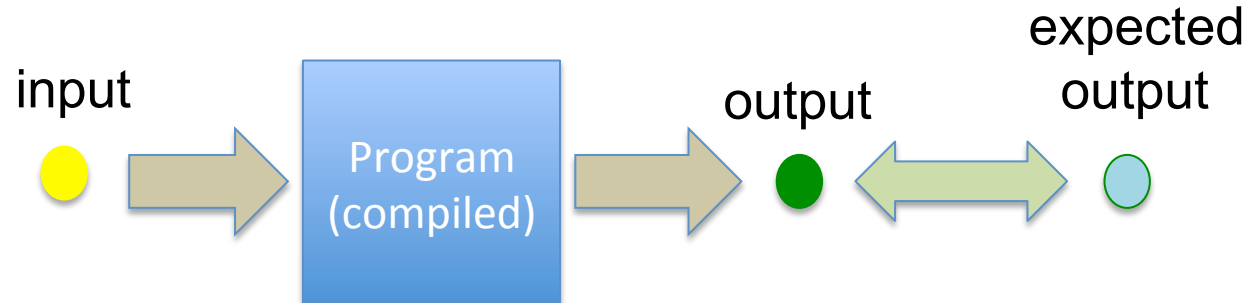 input
Program
(compiled)
output
expected
output